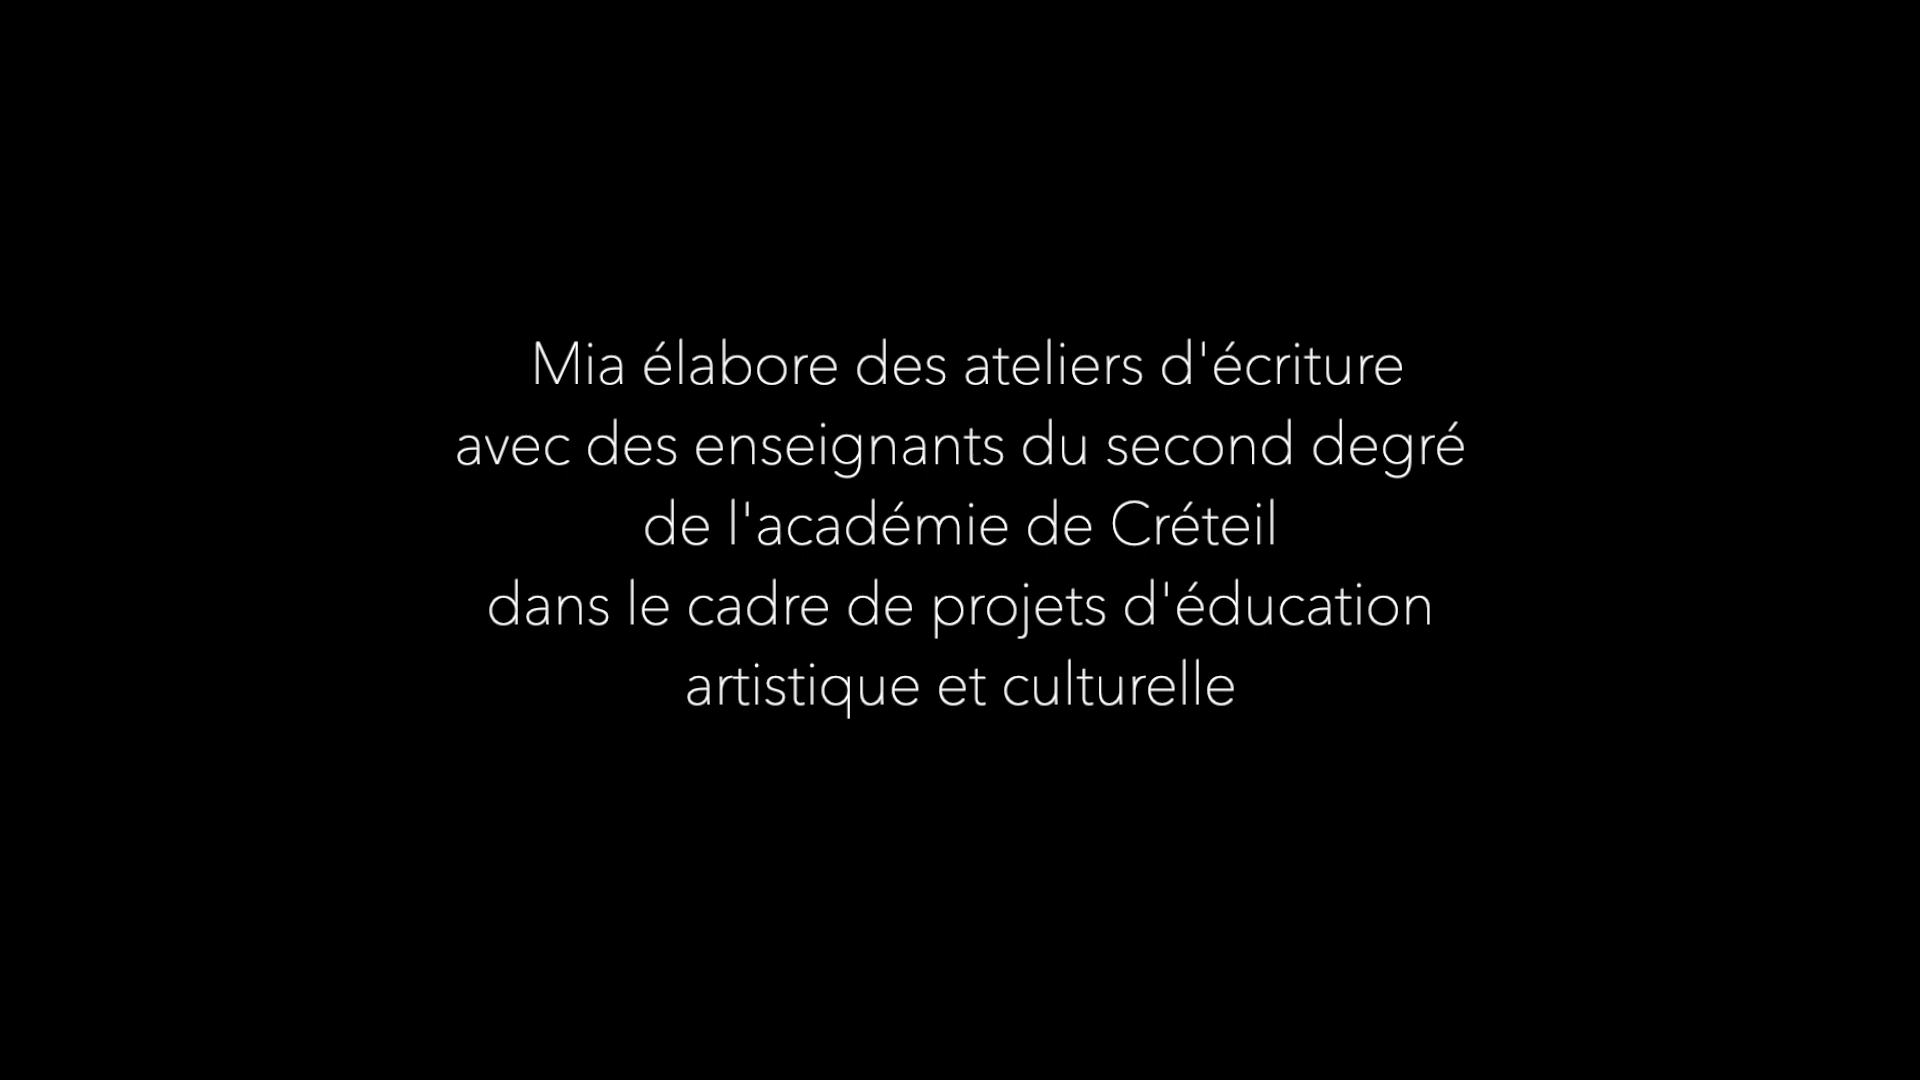 Mia élabore des ateliers d'écriture
avec des enseignants du second degré
de l'académie de Créteil
dans le cadre de projets d'éducation
artistique et culturelle